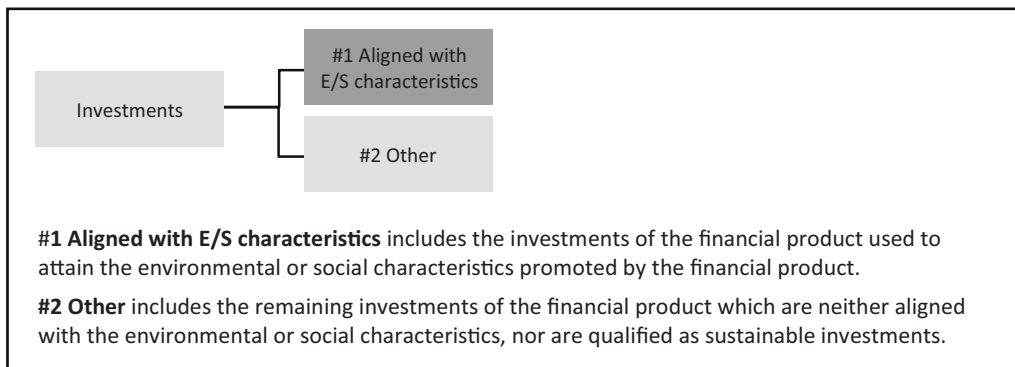 #1 Aligned with
E/S characteristics
Investments
#2 Other
#1 Aligned with E/S characteristics includes the investments of the financial product used to
attain the environmental or social characteristics promoted by the financial product.
#2 Other includes the remaining investments of the financial product which are neither aligned
with the environmental or social characteristics, nor are qualified as sustainable investments.